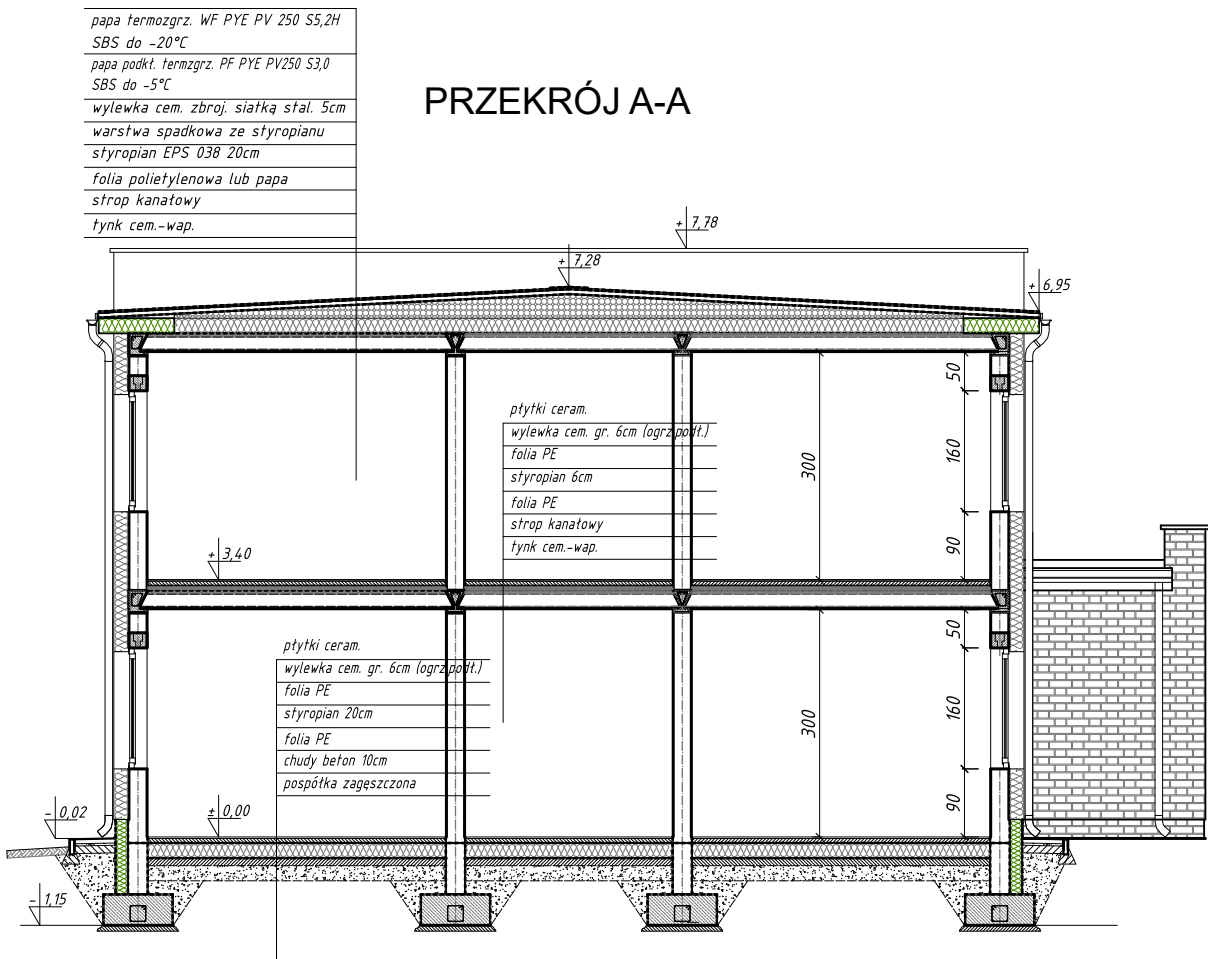 papa termozgrz. WF PYE PV 250 S5,2H
SBS do -20°C
papa podkł. termzgrz. PF PYE PV250 S3,0
SBS do -5°C
wylewka cem. zbroj. siatką stal. 5cm
warstwa spadkowa ze styropianu
styropian EPS 038 20cm
folia polietylenowa lub papa
strop kanałowy
tynk cem.-wap.
PRZEKRÓJ A-A
+ 7,78
+ 7,28
+ 6,95
50
160
90
300
płytki ceram.
wylewka cem. gr. 6cm (ogrz.podł.)
folia PE
styropian 6cm
folia PE
strop kanałowy
tynk cem.-wap.
+ 3,40
50
160
90
300
płytki ceram.
wylewka cem. gr. 6cm (ogrz.podł.)
folia PE
styropian 20cm
folia PE
chudy beton 10cm
pospółka zagęszczona
- 0,02
± 0,00
- 1,15